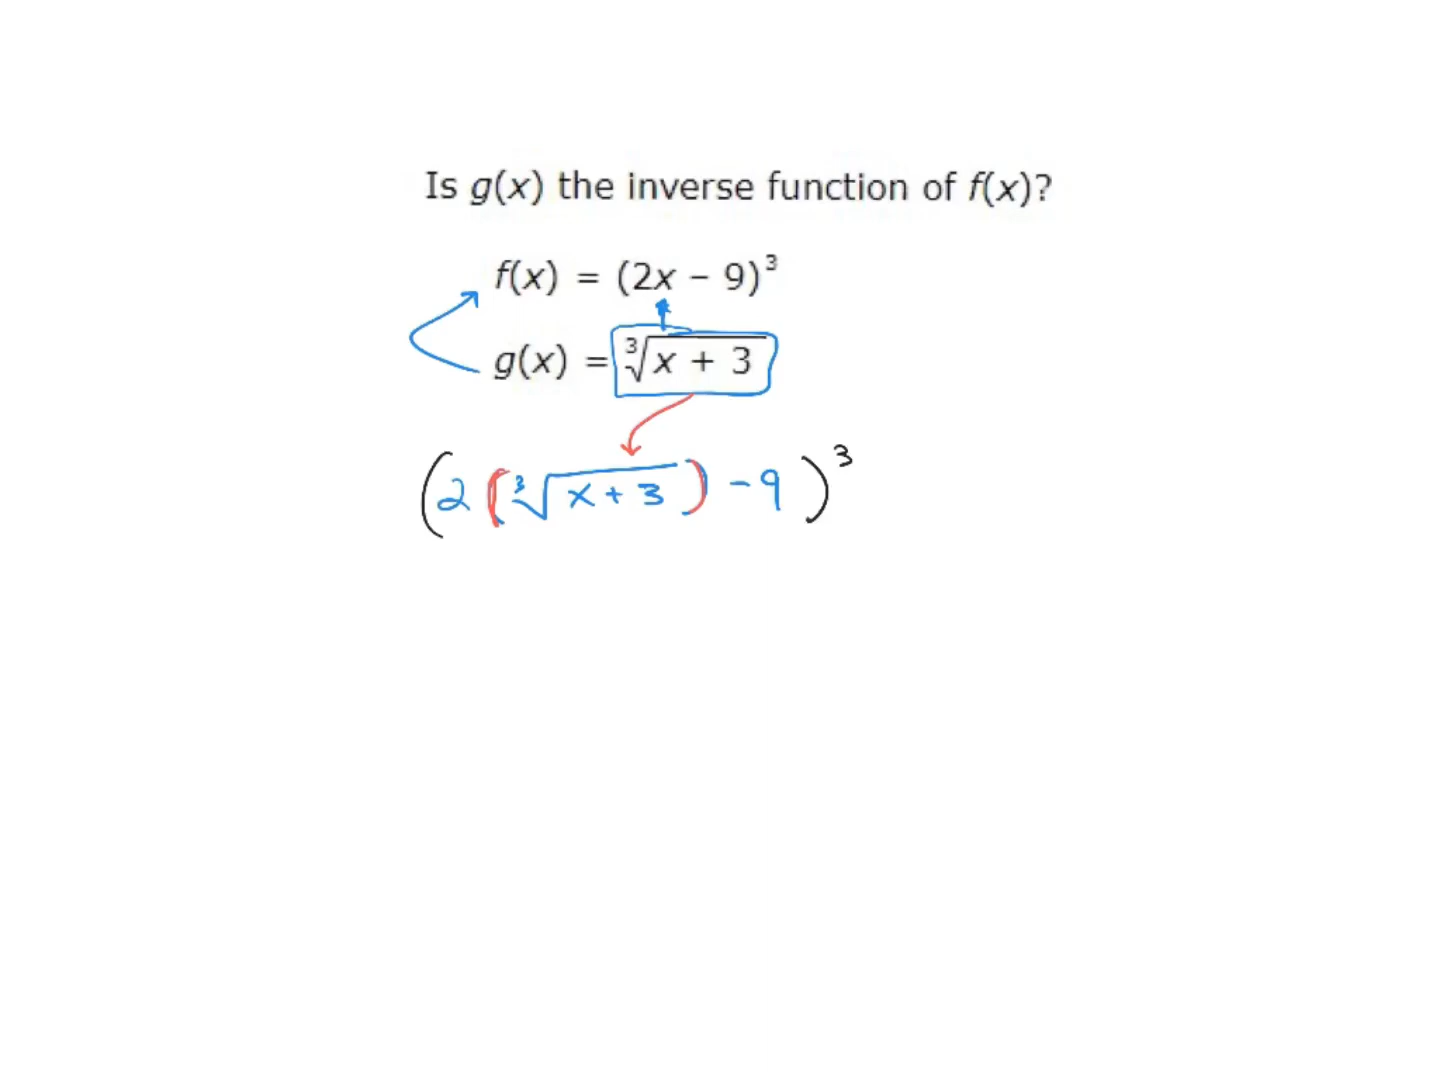 Is g(x) the inverse function of f(x)?
f(x) = (2x − 9)³
g(x) = ∛x + 3
(2(∛x + 3) − 9)³